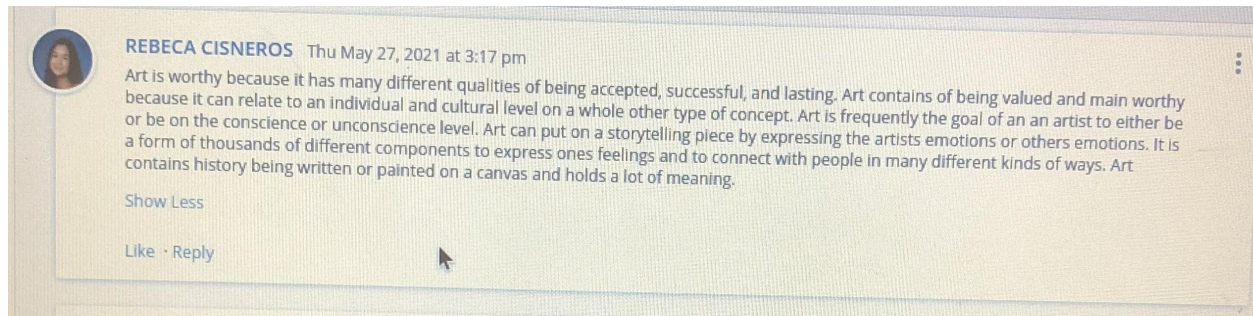 REBECA CISNEROS Thu May 27, 2021 at 3:17 pm
Art is worthy because it has many different qualities of being accepted, successful, and lasting. Art contains of being valued and main worthy
because it can relate to an individual and cultural level on a whole other type of concept. Art is frequently the goal of an an artist to either be
or be on the conscience or unconscience level. Art can put on a storytelling piece by expressing the artists emotions or others emotions. It is
a form of thousands of different components to express ones feelings and to connect with people in many different kinds of ways. Art
contains history being written or painted on a canvas and holds a lot of meaning.
Show Less
Like · Reply